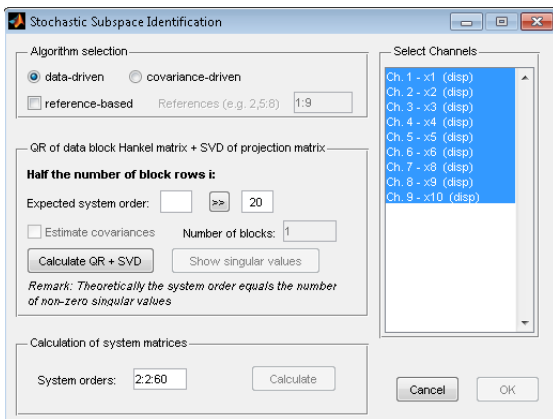 Stochastic Subspace Identification
Algorithm selection
data-driven covariance-driven
reference-based References (e.g. 2,5:8) 1:9
QR of data block Hankel matrix + SVD of projection matrix
Half the number of block rows i:
Expected system order: >> 20
Estimate covariances Number of blocks: 1
Calculate QR + SVD Show singular values
Remark: Theoretically the system order equals the number
of non-zero singular values
Calculation of system matrices
System orders: 2:2:60 Calculate
Select Channels
Ch. 1 - x1 (disp)
Ch. 2 - x2 (disp)
Ch. 3 - x3 (disp)
Ch. 4 - x4 (disp)
Ch. 5 - x5 (disp)
Ch. 6 - x6 (disp)
Ch. 7 - x8 (disp)
Ch. 8 - x9 (disp)
Ch. 9 - x10 (disp)
Cancel OK